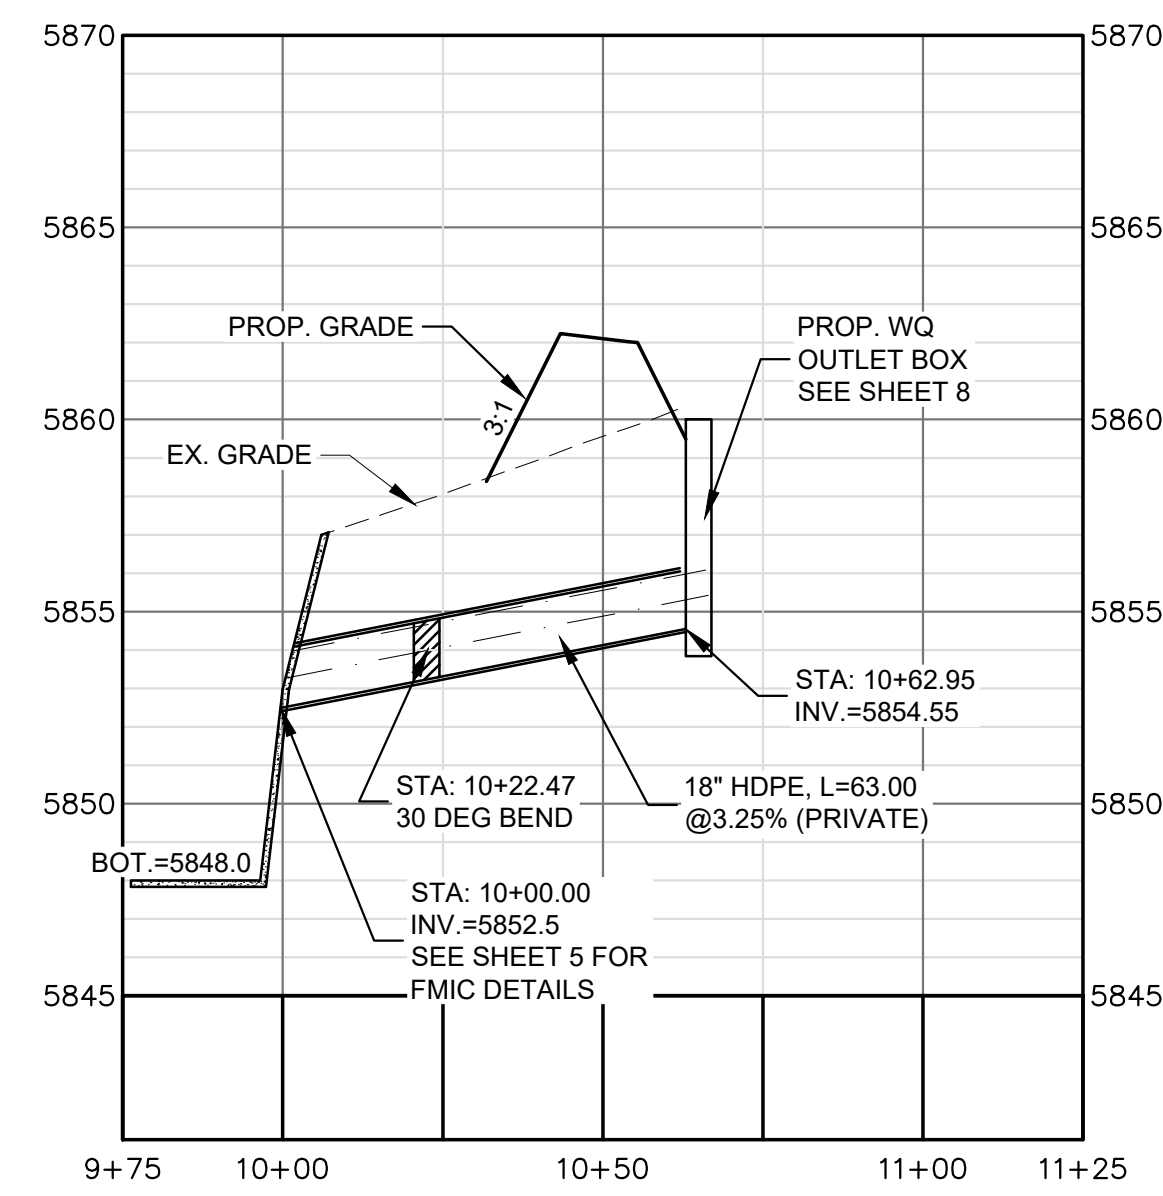 5870
5870
5865
5865
PROP. GRADE
PROP. WQ
OUTLET BOX
SEE SHEET 8
3:1
5860
5860
EX. GRADE
5855
5855
STA: 10+62.95
INV.=5854.55
STA: 10+22.47
30 DEG BEND
18" HDPE, L=63.00
@3.25% (PRIVATE)
5850
5850
BOT.=5848.0
STA: 10+00.00
INV.=5852.5
SEE SHEET 5 FOR
FMIC DETAILS
5845
5845
9+75
10+00
10+50
11+00
11+25